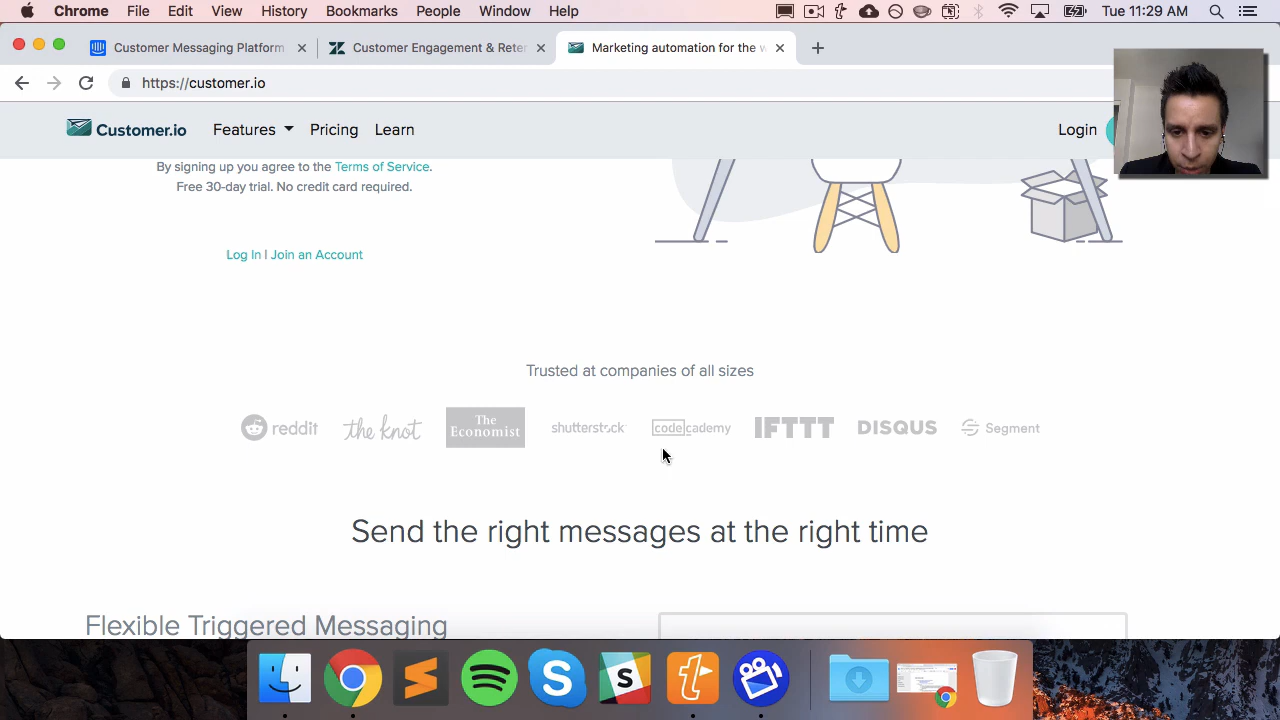 Chrome File Edit View History Bookmarks People Window Help Tue 11:29 AM
Customer Messaging Platform Customer Engagement & Reter Marketing automation for the w
https://customer.io
Customer.io Features Pricing Learn Login
By signing up you agree to the Terms of Service.
Free 30-day trial. No credit card required.
Log In | Join an Account
Trusted at companies of all sizes
reddit the knot The Economist shutterstock codecademy IFTTT DISQUS Segment
Send the right messages at the right time
Flexible Triggered Messaging